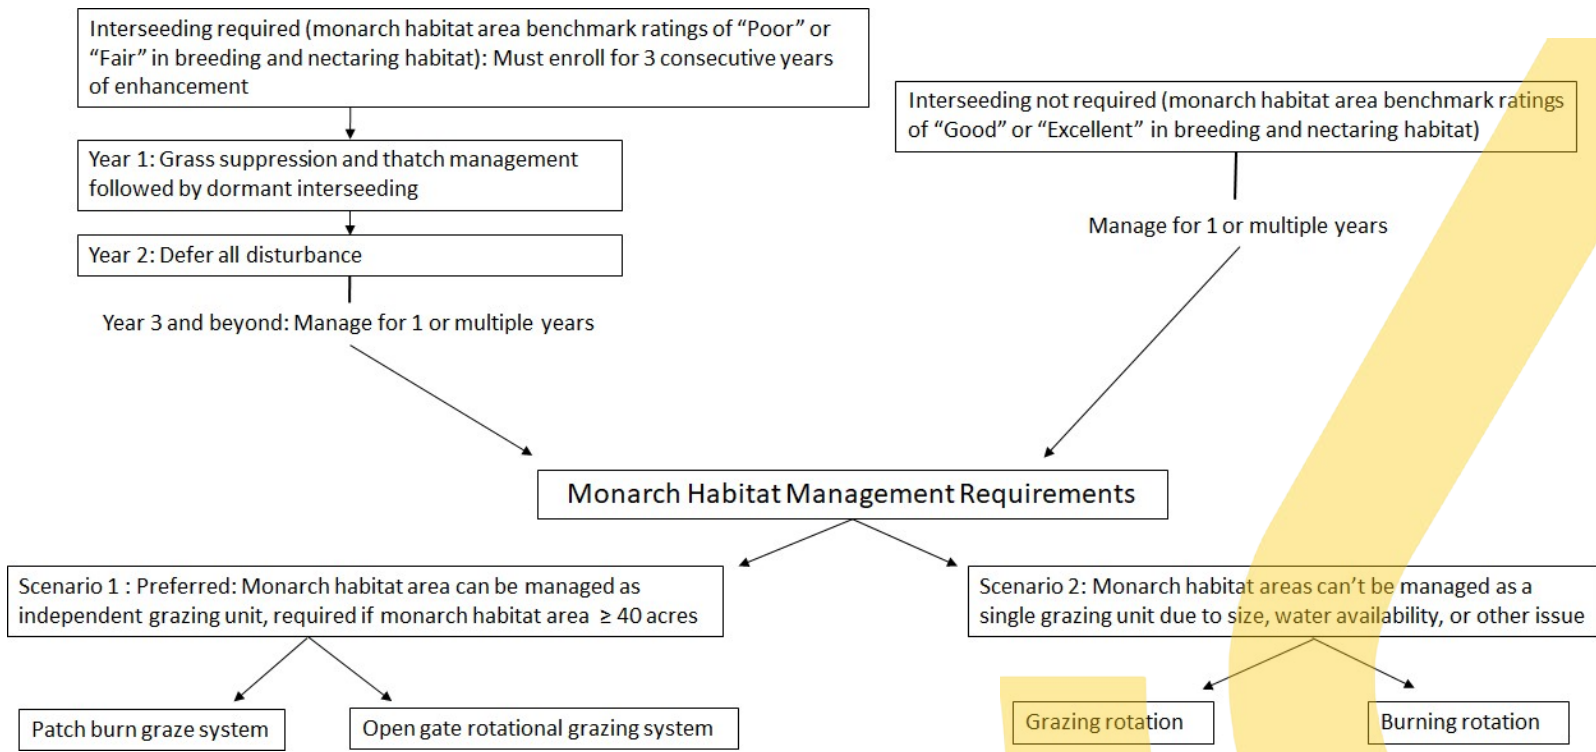 Interseeding required (monarch habitat area benchmark ratings of “Poor” or
“Fair” in breeding and nectaring habitat): Must enroll for 3 consecutive years
of enhancement
Interseeding not required (monarch habitat area benchmark ratings
of “Good” or “Excellent” in breeding and nectaring habitat)
Year 1: Grass suppression and thatch management
followed by dormant interseeding
Year 2: Defer all disturbance
Manage for 1 or multiple years
Year 3 and beyond: Manage for 1 or multiple years
Monarch Habitat Management Requirements
Scenario 1 : Preferred: Monarch habitat area can be managed as
independent grazing unit, required if monarch habitat area ≥ 40 acres
Scenario 2: Monarch habitat areas can’t be managed as a
single grazing unit due to size, water availability, or other issue
Patch burn graze system
Open gate rotational grazing system
Grazing rotation
Burning rotation